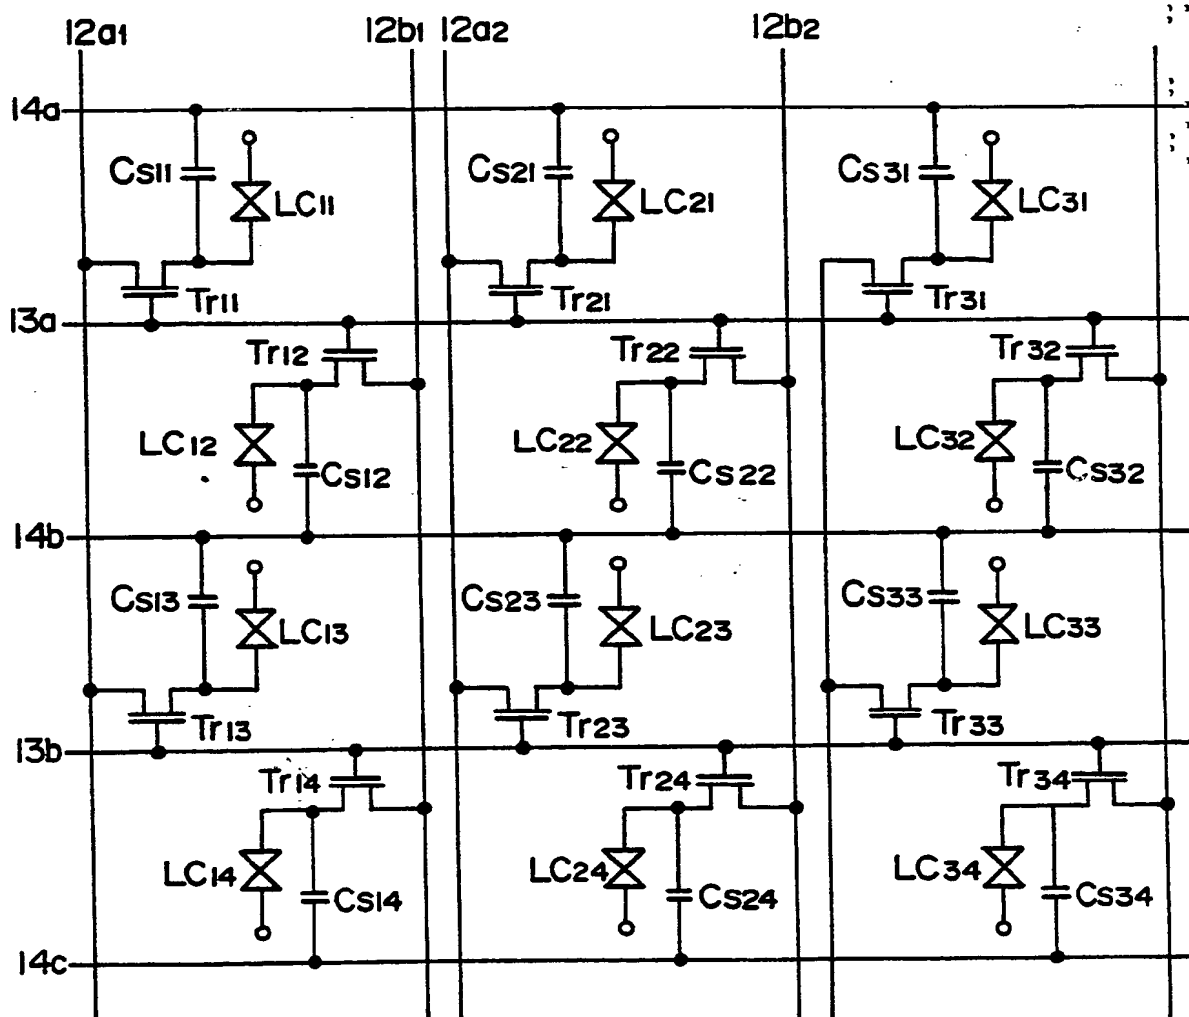 12a1 12b1 12a2 12b2
14a
Cs11 LC11 Cs21 LC21 Cs31 LC31
Tr11 Tr21 Tr31
13a
Tr12 Tr22 Tr32
LC12 Cs12 LC22 Cs22 LC32 Cs32
14b
Cs13 LC13 Cs23 LC23 Cs33 LC33
Tr13 Tr23 Tr33
13b
Tr14 Tr24 Tr34
LC14 Cs14 LC24 Cs24 LC34 Cs34
14c